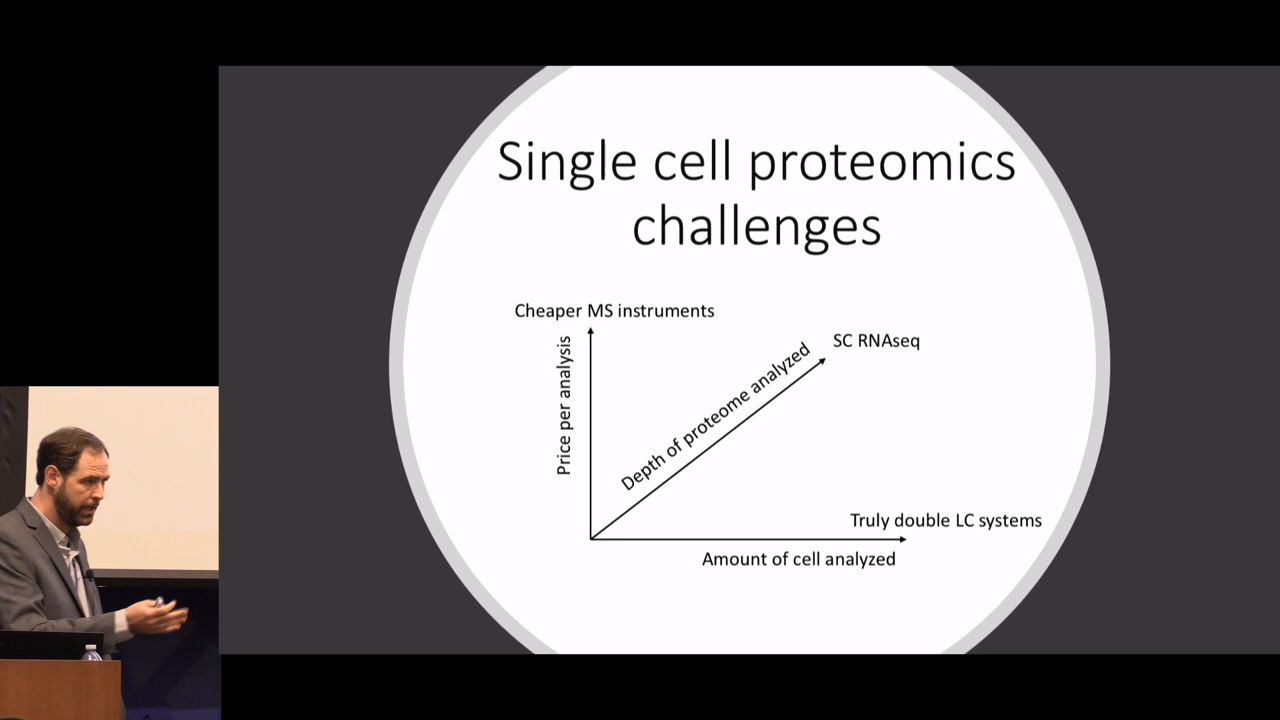 Single cell proteomics
challenges
Cheaper MS instruments
Price per analysis
Depth of proteome analyzed
SC RNAseq
Truly double LC systems
Amount of cell analyzed